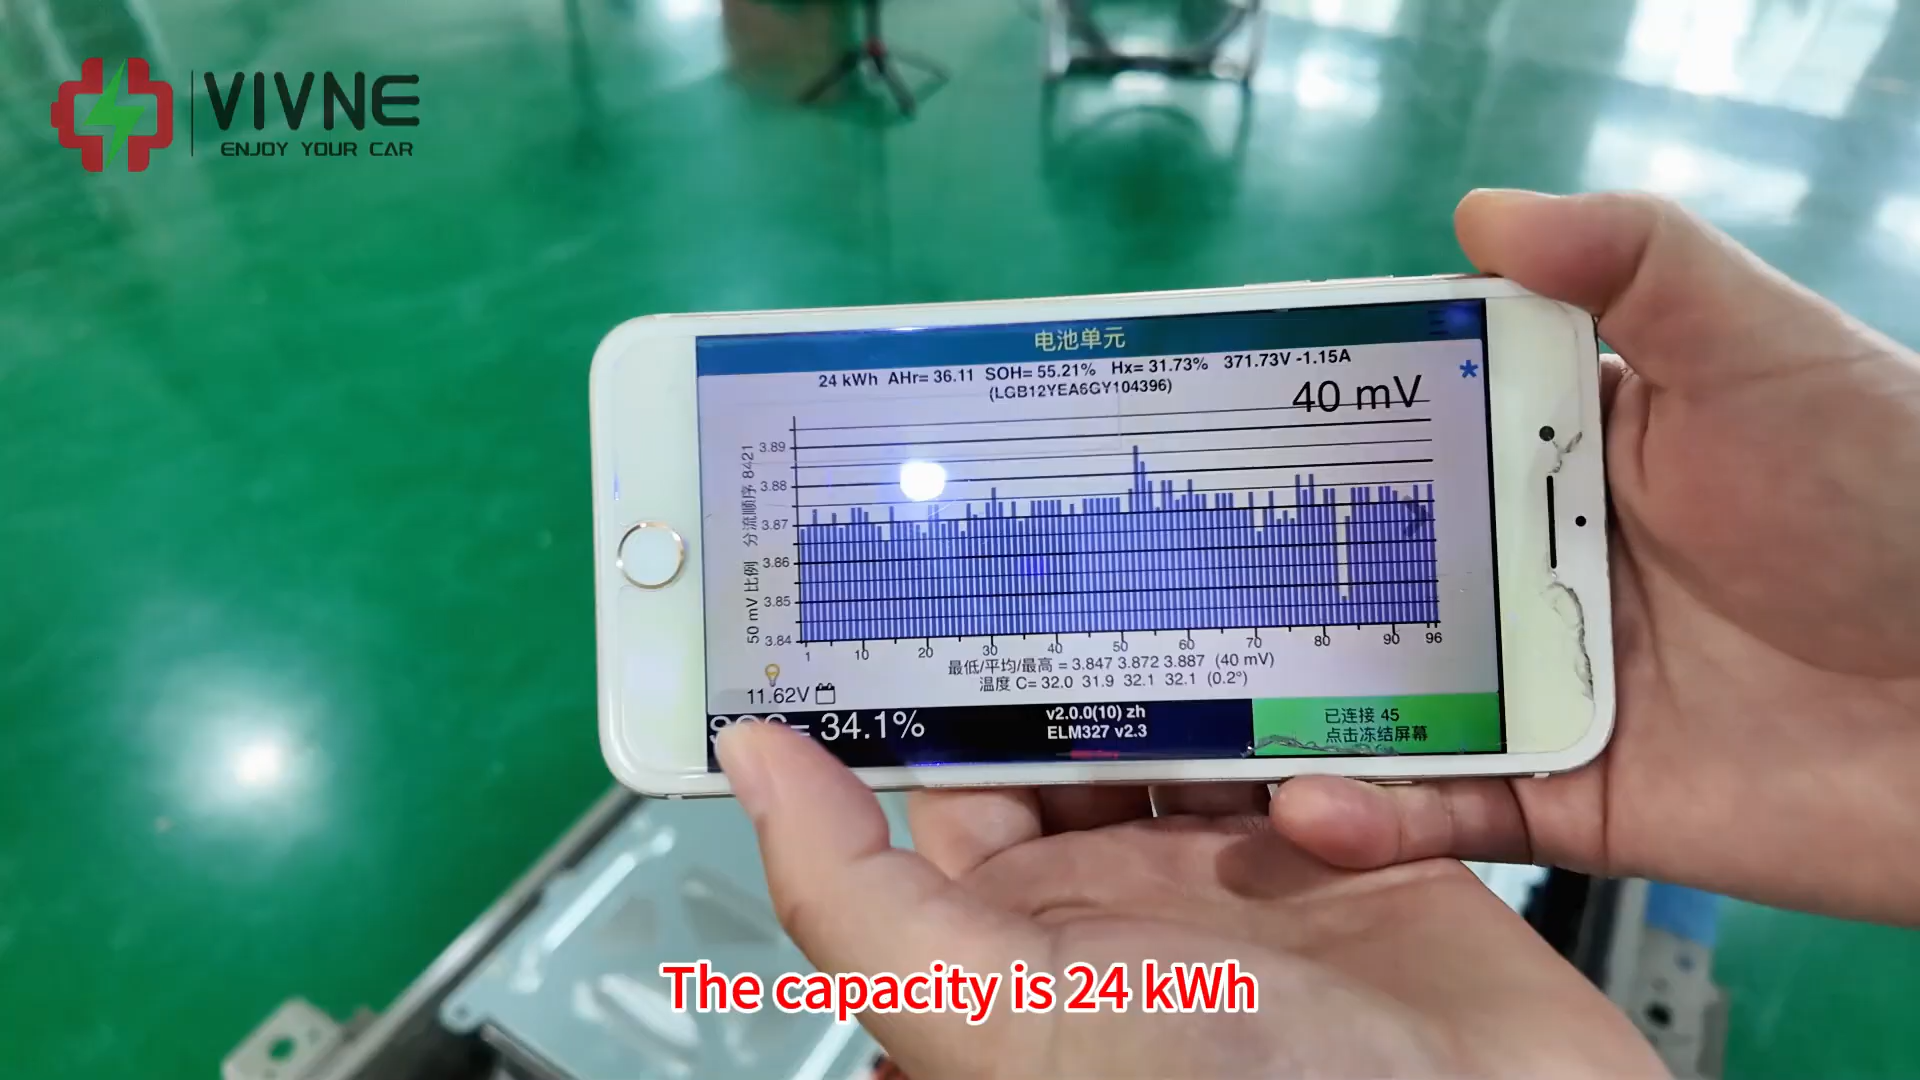 VIVNE
ENJOY YOUR CAR
电池单元
24 kWh AHr= 36.11 SOH= 55.21% Hx= 31.73% 371.73V -1.15A
(LGB12YEA6GY104396)
40 mV
50 mV 比例 分流顺序 8421
3.89
3.88
3.87
3.86
3.85
3.84
1 10 20 30 40 50 60 70 80 90 96
最低/平均/最高 = 3.847 3.872 3.887 (40 mV)
温度 C= 32.0 31.9 32.1 32.1 (0.2°)
11.62V
SOC= 34.1%
v2.0.0(10) zh
ELM327 v2.3
已连接 45
点击冻结屏幕
The capacity is 24 kWh